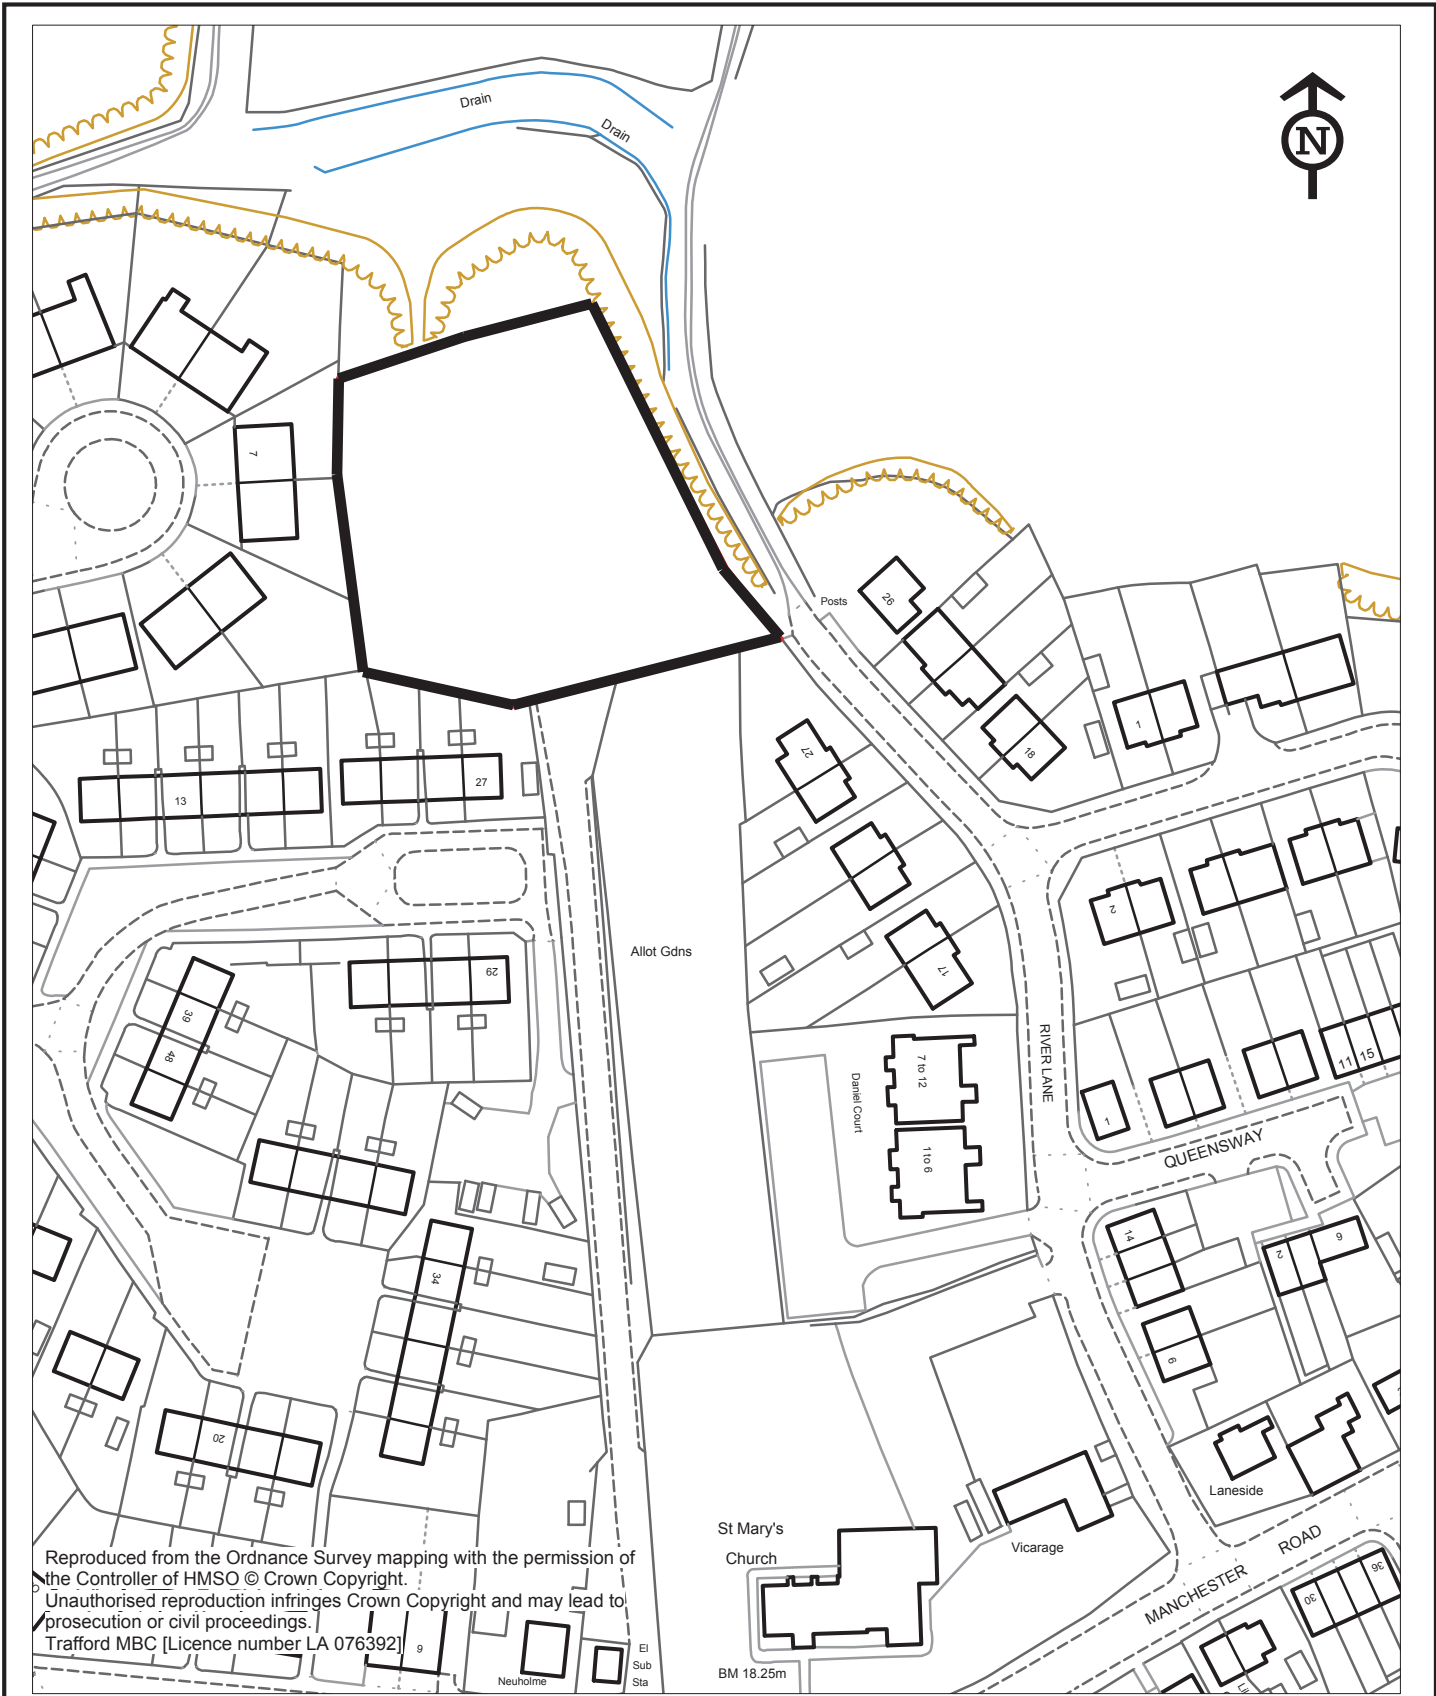 Drain
Drain
N
7
Posts
26
18
1
27
13
27
2
Allot Gdns
17
29
39
48
7 to 12
Daniel Court
1 to 6
RIVER LANE
11
15
1
QUEENSWAY
14
2
9
34
6
20
Laneside
St Mary's
Church
Vicarage
ROAD
MANCHESTER
30
36
Reproduced from the Ordnance Survey mapping with the permission of
the Controller of HMSO © Crown Copyright.
Unauthorised reproduction infringes Crown Copyright and may lead to
prosecution or civil proceedings.
Trafford MBC [Licence number LA 076392]
Neuholme
El
Sub
Sta
BM 18.25m